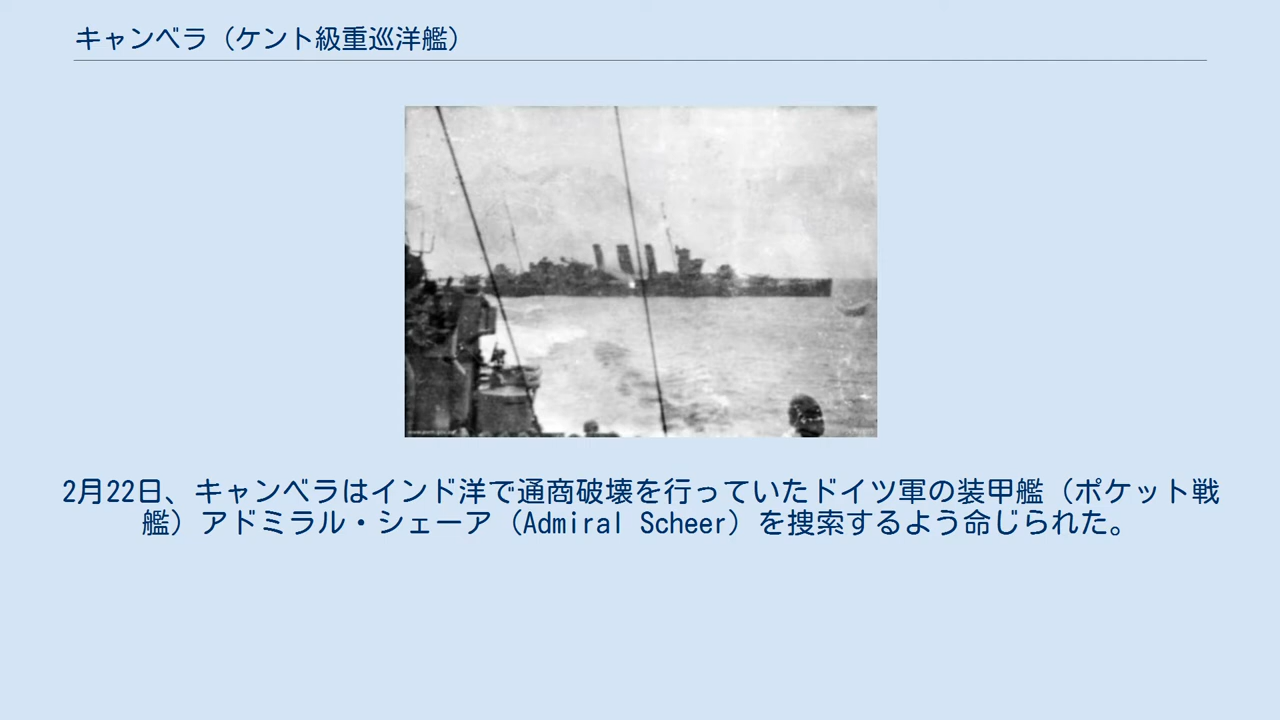 キャンベラ（ケント級重巡洋艦）
2月22日、キャンベラはインド洋で通商破壊を行っていたドイツ軍の装甲艦（ポケット戦
艦）アドミラル・シェーア（Admiral Scheer）を捜索するよう命じられた。